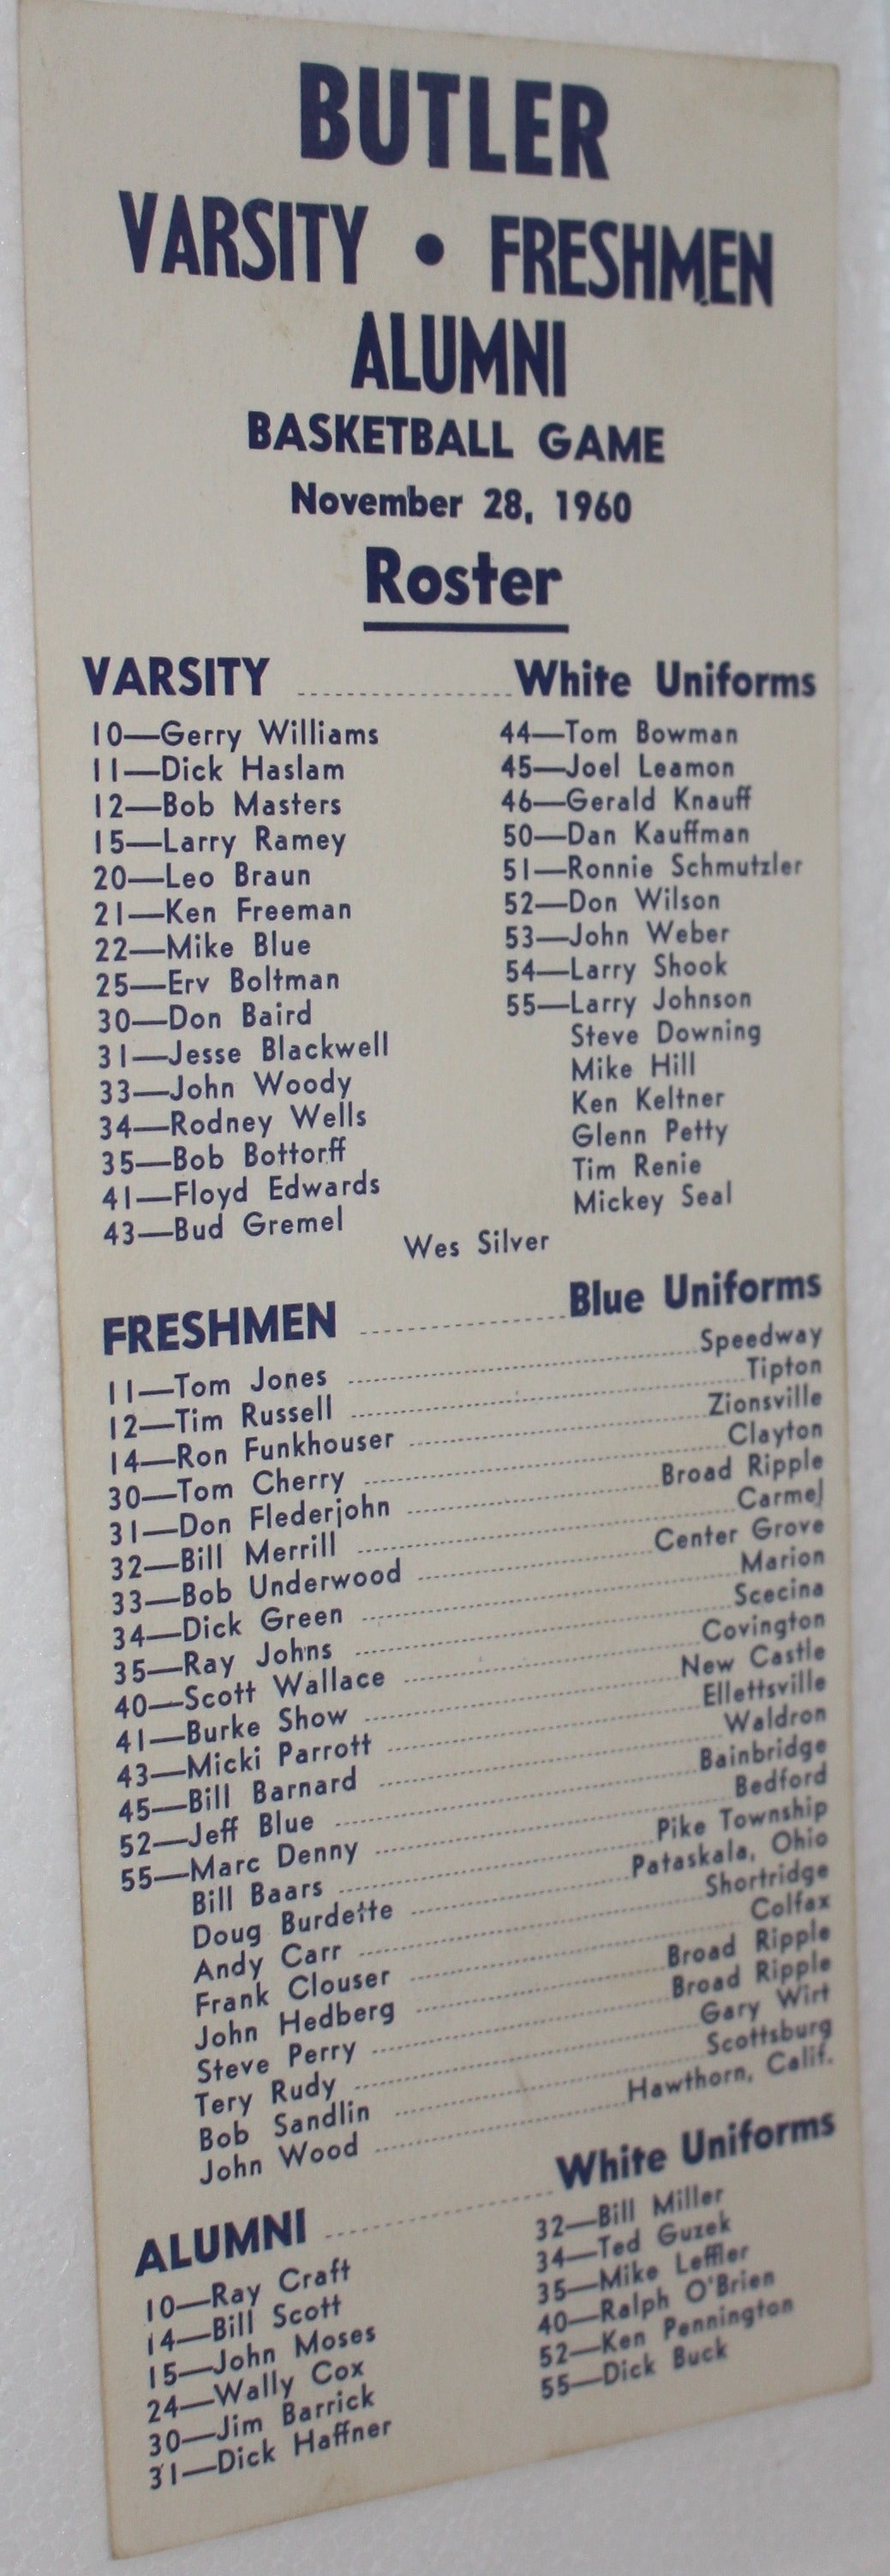 BUTLER
VARSITY • FRESHMEN
ALUMNI
BASKETBALL GAME
November 28, 1960
Roster
VARSITY ................ White Uniforms
10—Gerry Williams
11—Dick Haslam
12—Bob Masters
15—Larry Ramey
20—Leo Braun
21—Ken Freeman
22—Mike Blue
25—Erv Boltman
30—Don Baird
31—Jesse Blackwell
33—John Woody
34—Rodney Wells
35—Bob Bottorff
41—Floyd Edwards
43—Bud Gremel
44—Tom Bowman
45—Joel Leamon
46—Gerald Knauff
50—Dan Kauffman
51—Ronnie Schmutzler
52—Don Wilson
53—John Weber
54—Larry Shook
55—Larry Johnson
Steve Downing
Mike Hill
Ken Keltner
Glenn Petty
Tim Renie
Mickey Seal
Wes Silver
FRESHMEN ................ Blue Uniforms
11—Tom Jones ................ Speedway
12—Tim Russell ................ Tipton
14—Ron Funkhouser ................ Zionsville
30—Tom Cherry ................ Clayton
31—Don Flederjohn ................ Broad Ripple
32—Bill Merrill ................ Carmel
33—Bob Underwood ................ Center Grove
34—Dick Green ................ Marion
35—Ray Johns ................ Scecina
40—Scott Wallace ................ Covington
41—Burke Show ................ New Castle
43—Micki Parrott ................ Ellettsville
45—Bill Barnard ................ Waldron
52—Jeff Blue ................ Bainbridge
55—Marc Denny ................ Bedford
Bill Baars ................ Pike Township
Doug Burdette ................ Pataskala, Ohio
Andy Carr ................ Shortridge
Frank Clouser ................ Colfax
John Hedberg ................ Broad Ripple
Steve Perry ................ Broad Ripple
Tery Rudy ................ Gary Wirt
Bob Sandlin ................ Scottsburg
John Wood ................ Hawthorn, Calif.
ALUMNI ................ White Uniforms
10—Ray Craft
14—Bill Scott
15—John Moses
24—Wally Cox
30—Jim Barrick
31—Dick Haffner
32—Bill Miller
34—Ted Guzek
35—Mike Leffler
40—Ralph O'Brien
52—Ken Pennington
55—Dick Buck